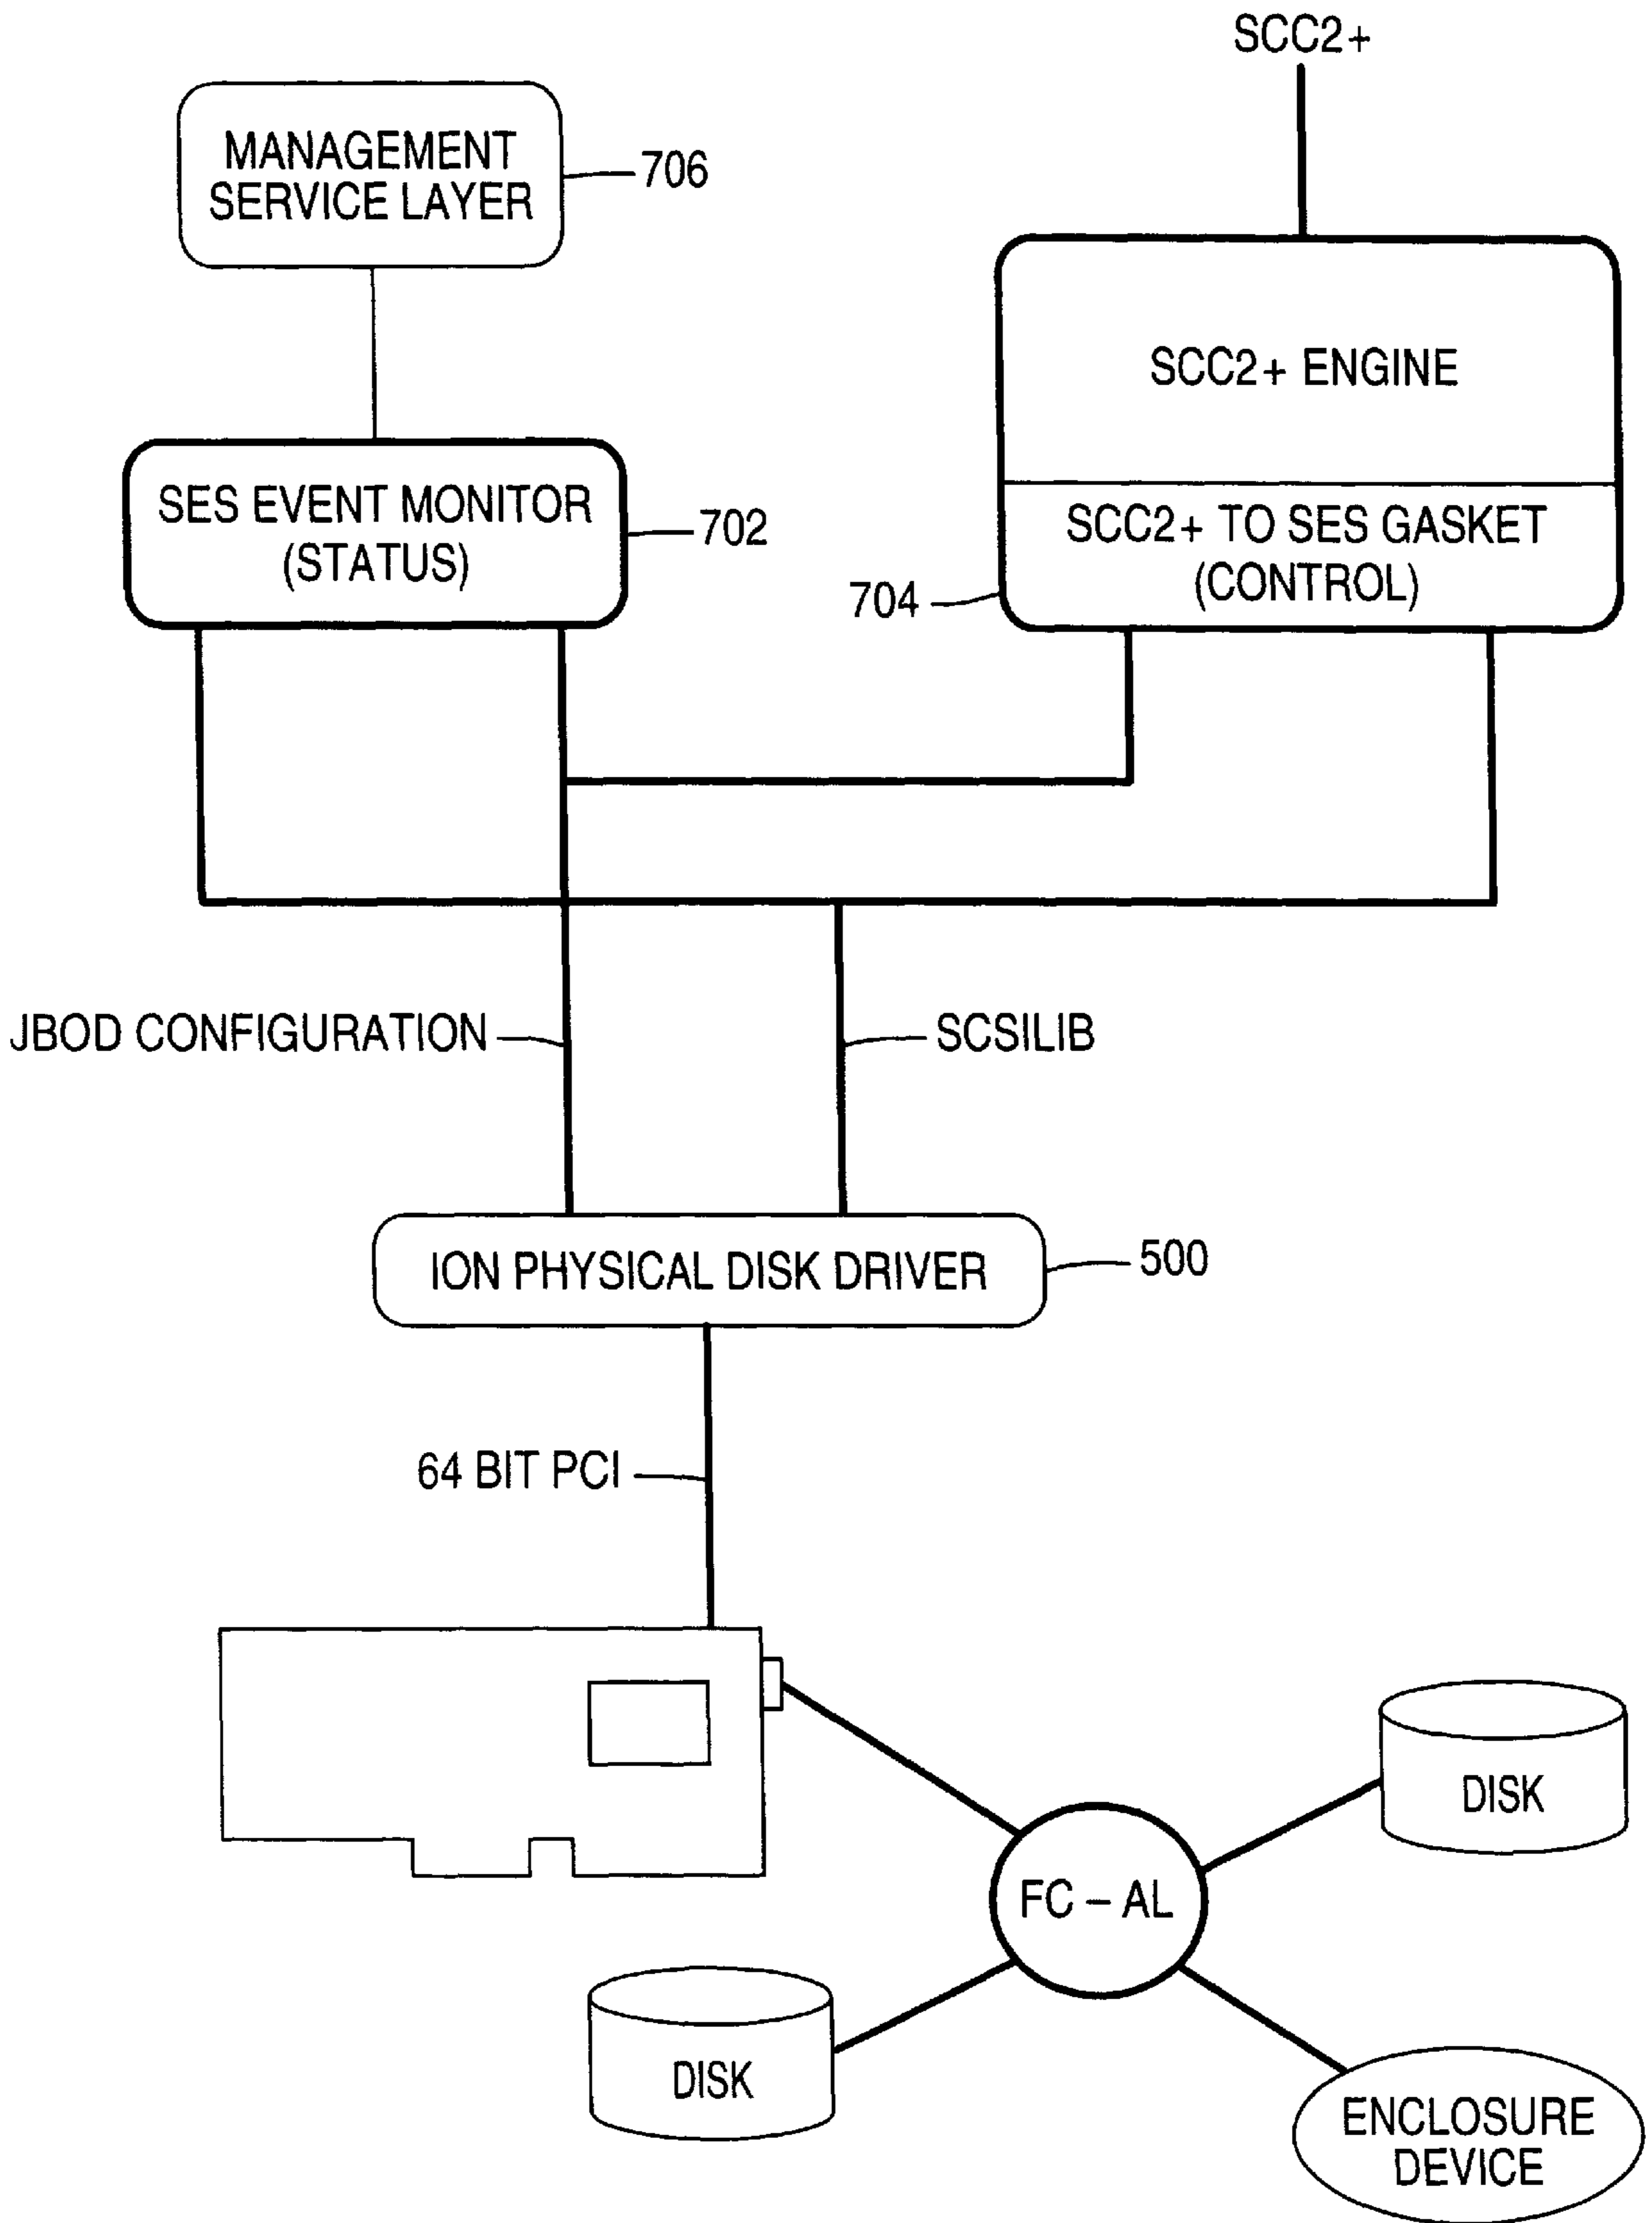 SCC2+
MANAGEMENT
SERVICE LAYER
706
SCC2+ ENGINE
SES EVENT MONITOR
(STATUS)
702
SCC2+ TO SES GASKET
(CONTROL)
704
JBOD CONFIGURATION
SCSILIB
ION PHYSICAL DISK DRIVER
500
64 BIT PCI
DISK
FC – AL
DISK
ENCLOSURE
DEVICE